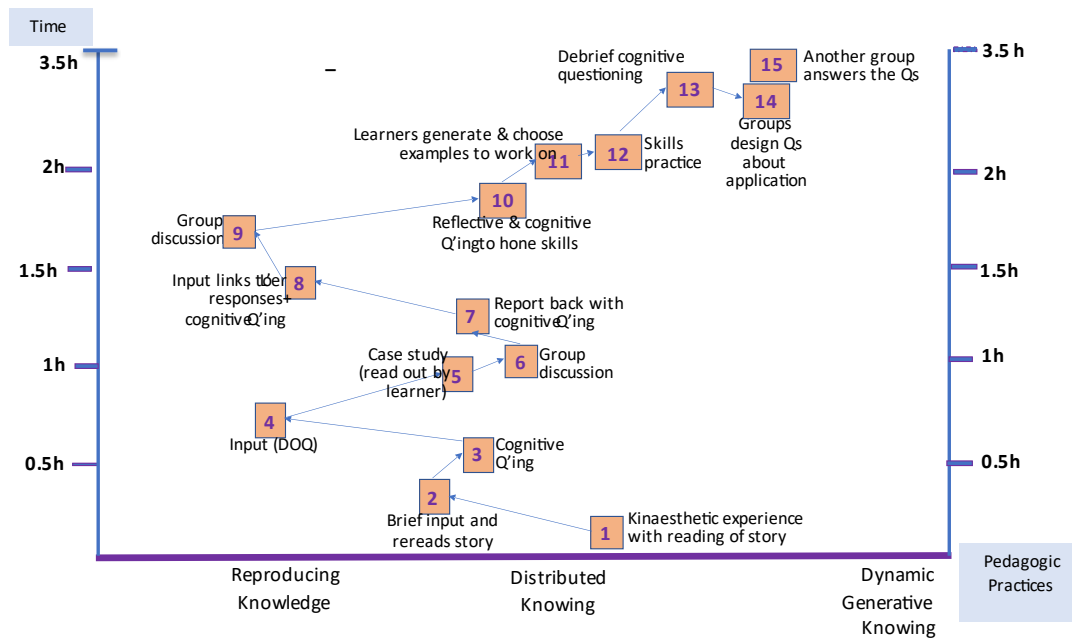 Time
3.5h
2h
1.5h
1h
0.5h
3.5 h
2h
1.5h
1h
0.5h
15
Another group
answers the Qs
Debrief cognitive
questioning
13
14
Groups
design Qs
about
application
Learners generate & choose
examples to work on
11
12
Skills
practice
10
Reflective & cognitive
Q'ingto hone skills
Group
discussion
9
Input links to L'er
responses+
cognitiveQ'ing
8
7
Report back with
cognitiveQ'ing
Case study
(read out by
learner)
5
6
Group
discussion
4
Input (DOQ)
3
Cognitive
Q'ing
2
Brief input and
rereads story
1
Kinaesthetic experience
with reading of story
Reproducing
Knowledge
Distributed
Knowing
Dynamic
Generative
Knowing
Pedagogic
Practices